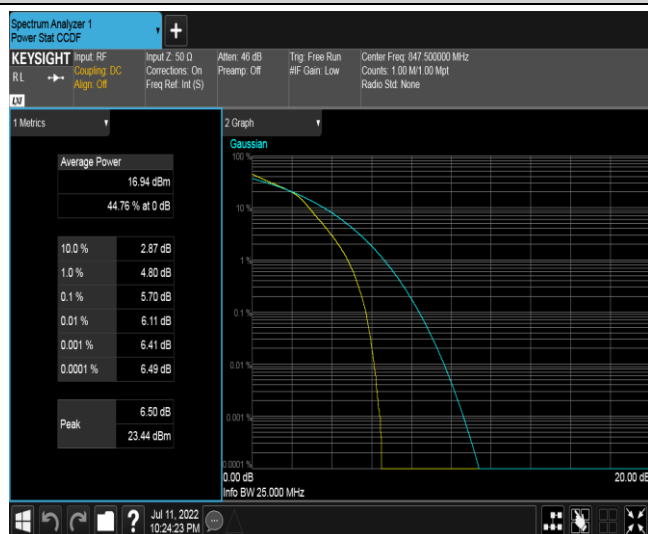 Spectrum Analyzer 1
Power Stat CCDF
KEYSIGHT
RL
LXI
Input: RF
Coupling: DC
Align: Off
Input Z: 50 Ω
Corrections: On
Freq Ref: Int (S)
Atten: 46 dB
Preamp: Off
Trig: Free Run
#IF Gain: Low
Center Freq: 847.500000 MHz
Counts: 1.00 M/1.00 Mpt
Radio Std: None
1 Metrics
Average Power
16.94 dBm
44.76 % at 0 dB
10.0 % 2.87 dB
1.0 % 4.80 dB
0.1 % 5.70 dB
0.01 % 6.11 dB
0.001 % 6.41 dB
0.0001 % 6.49 dB
Peak
6.50 dB
23.44 dBm
2 Graph
Gaussian
100 %
10 %
1 %
0.1 %
0.01 %
0.001 %
0.0001 %
0.00 dB
20.00 dB
Info BW 25.000 MHz
Jul 11, 2022
10:24:23 PM